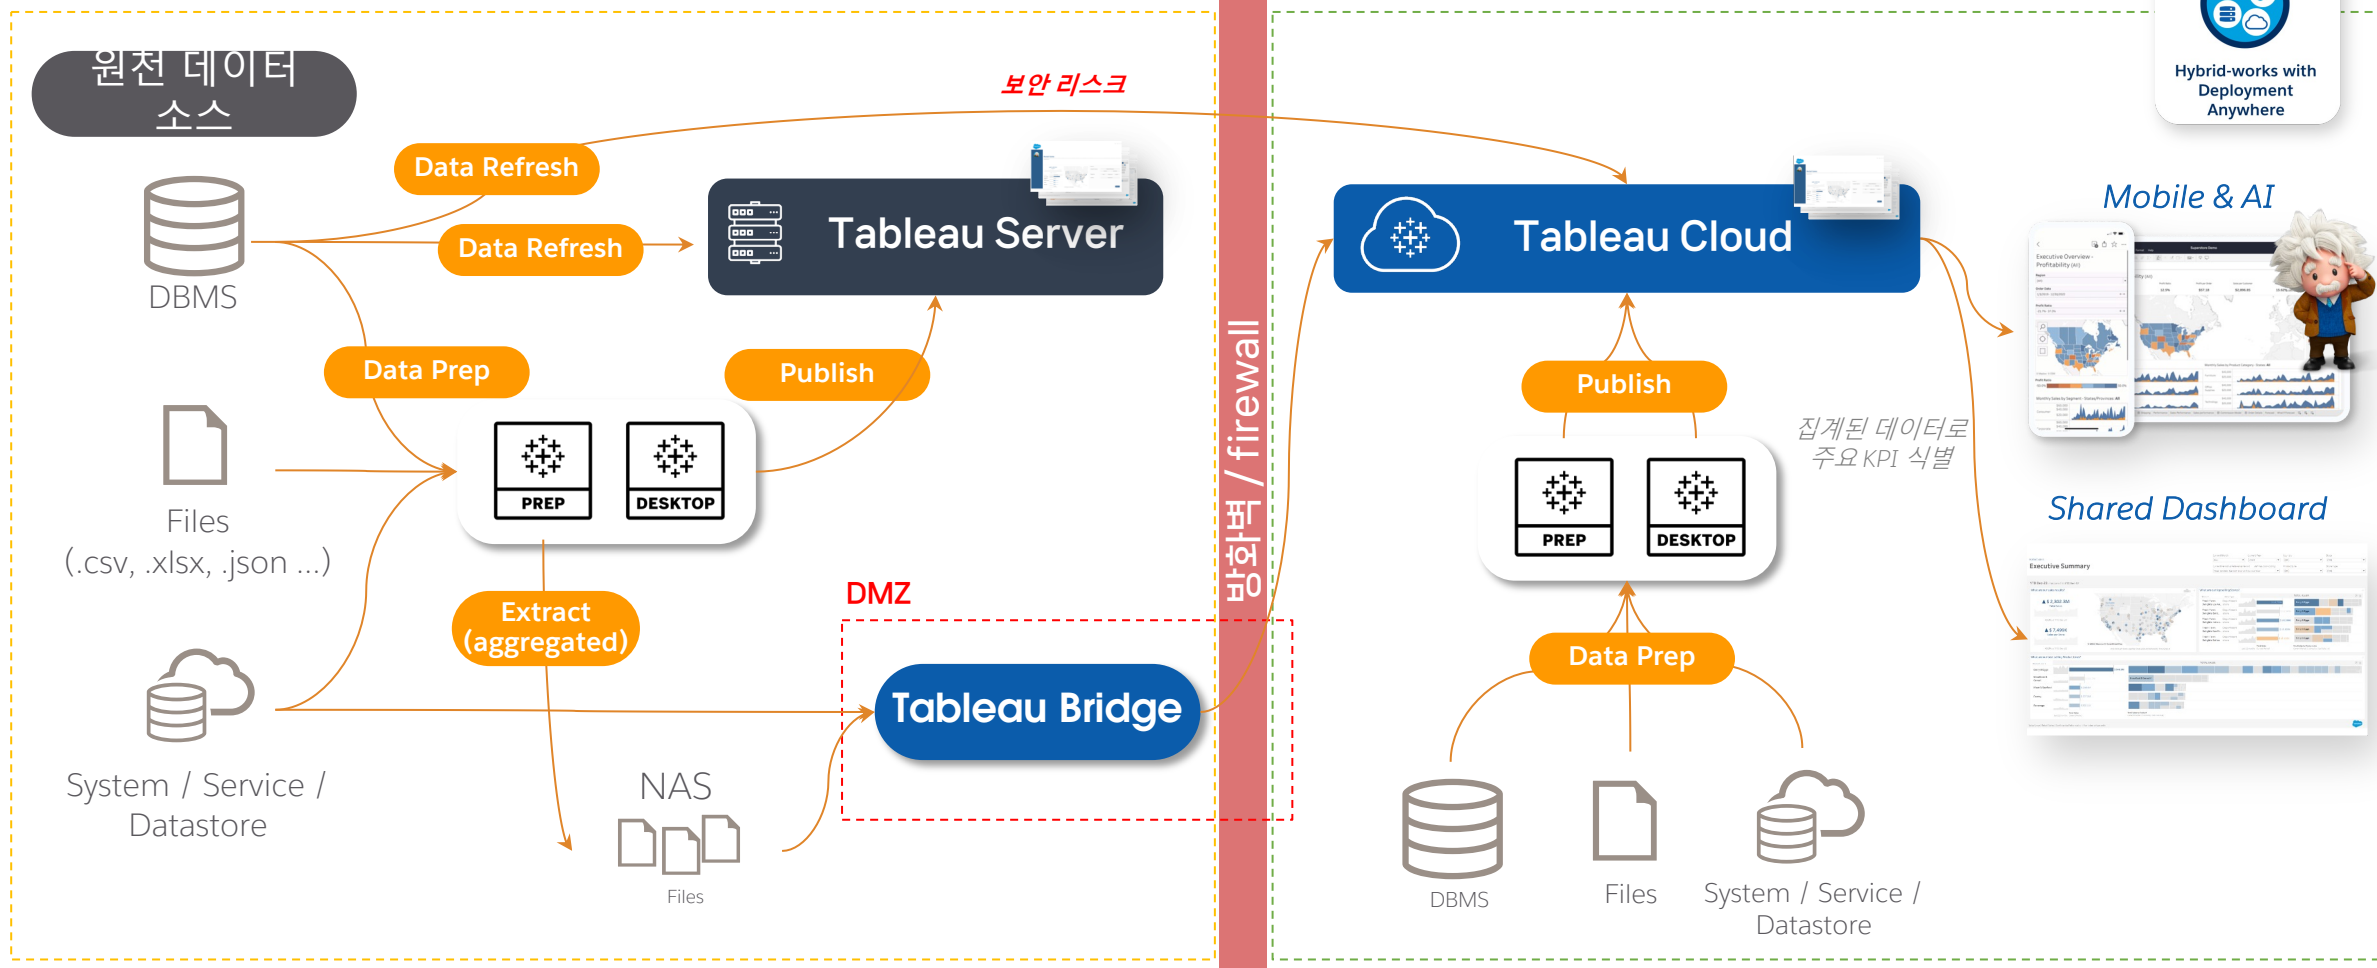 원천 데이터
소스
보안 리스크
Hybrid-works with
Deployment
Anywhere
Data Refresh
Data Refresh
Tableau Server
Tableau Cloud
Mobile & AI
DBMS
Data Prep
Publish
방화벽 / firewall
Publish
집계된 데이터로
주요 KPI 식별
PREP
DESKTOP
PREP
DESKTOP
Files
(.csv, .xlsx, .json ...)
Shared Dashboard
Executive Overview -
Profitability (All)
Executive Summary
DMZ
Extract
(aggregated)
Data Prep
Tableau Bridge
System / Service /
Datastore
NAS
Files
DBMS
Files
System / Service /
Datastore